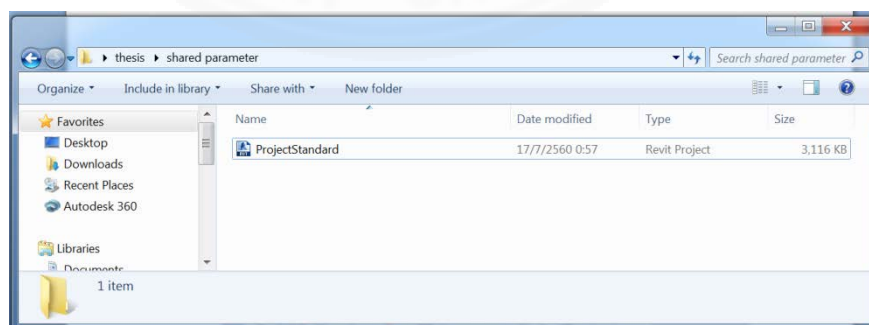 thesis ▸ shared parameter
Search shared parameter
Organize Include in library Share with New folder
Favorites
Desktop
Downloads
Recent Places
Autodesk 360
Libraries
Documents
Name Date modified Type Size
ProjectStandard 17/7/2560 0:57 Revit Project 3,116 KB
1 item